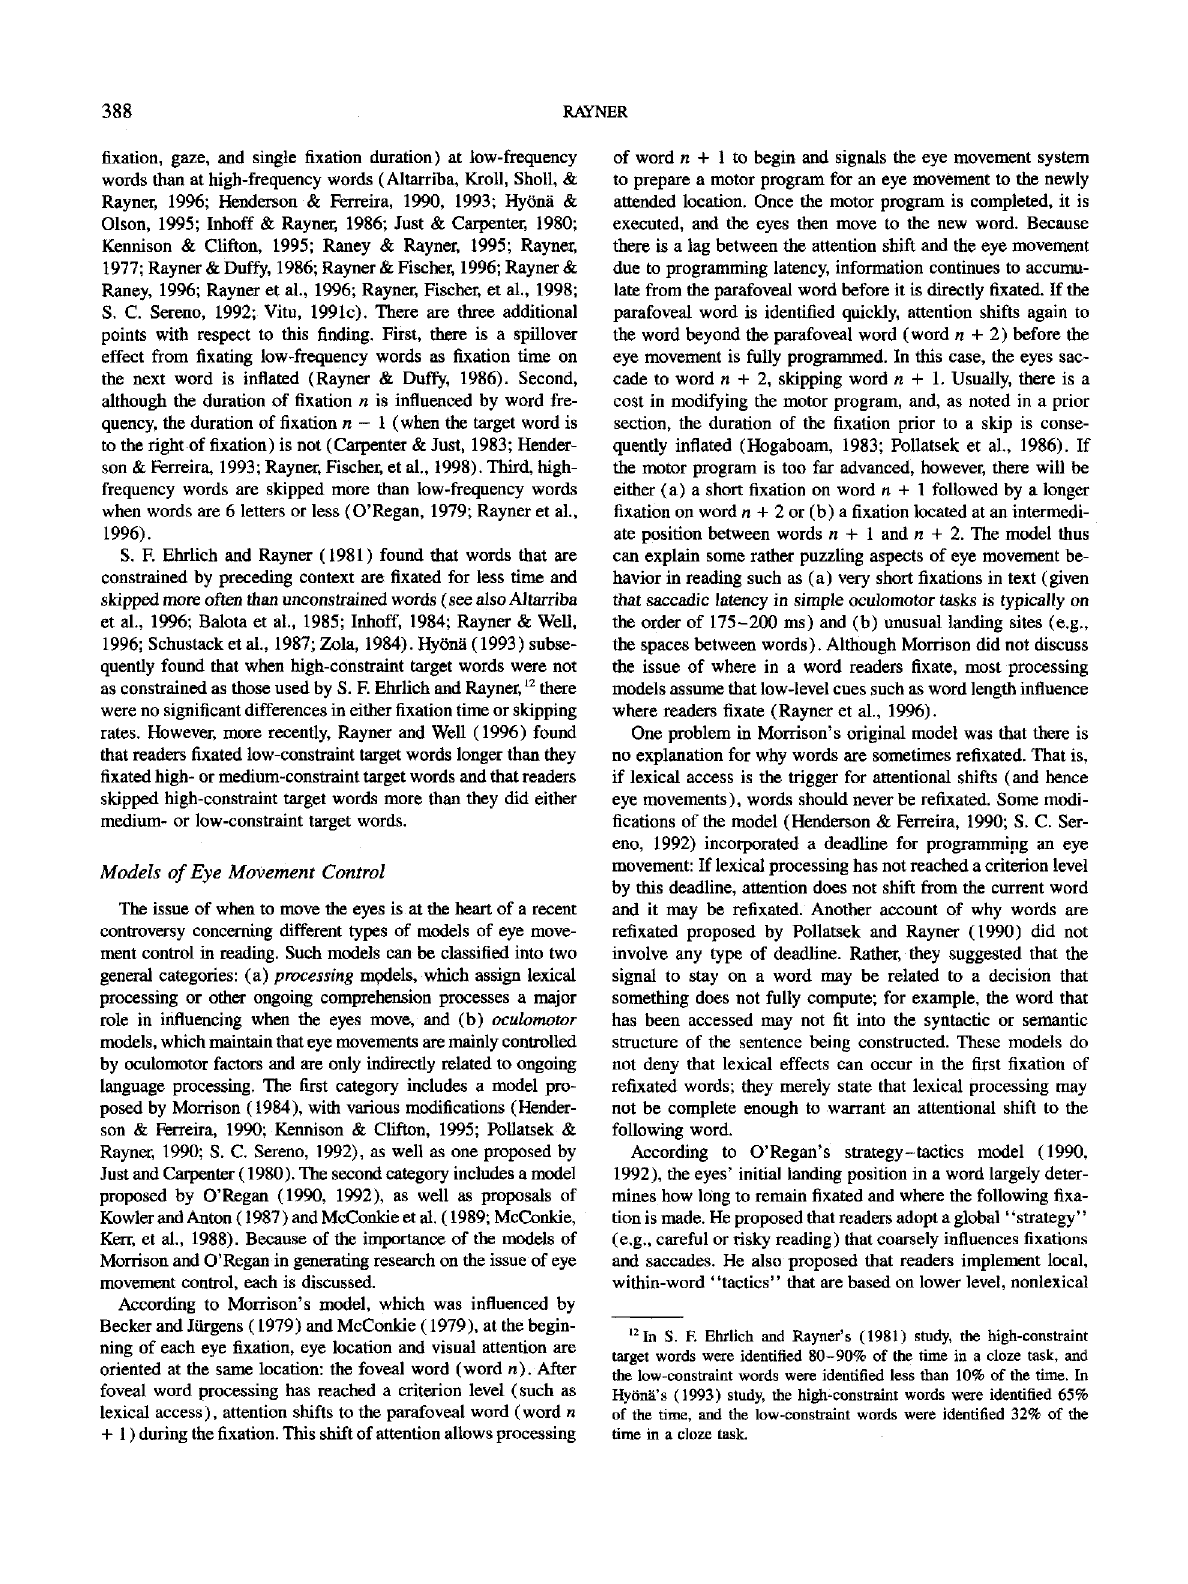 388
RAYNER
fixation, gaze, and single fixation duration) at low-frequency
words than at high-frequency words (Altarriba, Kroll, Sholl, &
Rayner, 1996; Henderson & Ferreira, 1990, 1993; Hyönä &
Olson, 1995; Inhoff & Rayner, 1986; Just & Carpenter, 1980;
Kennison & Clifton, 1995; Raney & Rayner, 1995; Rayner,
1977; Rayner & Duffy, 1986; Rayner & Fischer, 1996; Rayner &
Raney, 1996; Rayner et al., 1996; Rayner, Fischer, et al., 1998;
S. C. Sereno, 1992; Vitu, 1991c). There are three additional
points with respect to this finding. First, there is a spillover
effect from fixating low-frequency words as fixation time on
the next word is inflated (Rayner & Duffy, 1986). Second,
although the duration of fixation n is influenced by word fre-
quency, the duration of fixation n − 1 (when the target word is
to the right of fixation) is not (Carpenter & Just, 1983; Hender-
son & Ferreira, 1993; Rayner, Fischer, et al., 1998). Third, high-
frequency words are skipped more than low-frequency words
when words are 6 letters or less (O'Regan, 1979; Rayner et al.,
1996).
S. F. Ehrlich and Rayner (1981) found that words that are
constrained by preceding context are fixated for less time and
skipped more often than unconstrained words (see also Altarriba
et al., 1996; Balota et al., 1985; Inhoff, 1984; Rayner & Well,
1996; Schustack et al., 1987; Zola, 1984). Hyönä (1993) subse-
quently found that when high-constraint target words were not
as constrained as those used by S. F. Ehrlich and Rayner,12 there
were no significant differences in either fixation time or skipping
rates. However, more recently, Rayner and Well (1996) found
that readers fixated low-constraint target words longer than they
fixated high- or medium-constraint target words and that readers
skipped high-constraint target words more than they did either
medium- or low-constraint target words.
Models of Eye Movement Control
The issue of when to move the eyes is at the heart of a recent
controversy concerning different types of models of eye move-
ment control in reading. Such models can be classified into two
general categories: (a) processing models, which assign lexical
processing or other ongoing comprehension processes a major
role in influencing when the eyes move, and (b) oculomotor
models, which maintain that eye movements are mainly controlled
by oculomotor factors and are only indirectly related to ongoing
language processing. The first category includes a model pro-
posed by Morrison (1984), with various modifications (Hender-
son & Ferreira, 1990; Kennison & Clifton, 1995; Pollatsek &
Rayner, 1990; S. C. Sereno, 1992), as well as one proposed by
Just and Carpenter (1980). The second category includes a model
proposed by O'Regan (1990, 1992), as well as proposals of
Kowler and Anton (1987) and McConkie et al. (1989; McConkie,
Kerr, et al., 1988). Because of the importance of the models of
Morrison and O'Regan in generating research on the issue of eye
movement control, each is discussed.
According to Morrison's model, which was influenced by
Becker and Jürgens (1979) and McConkie (1979), at the begin-
ning of each eye fixation, eye location and visual attention are
oriented at the same location: the foveal word (word n). After
foveal word processing has reached a criterion level (such as
lexical access), attention shifts to the parafoveal word (word n
+ 1) during the fixation. This shift of attention allows processing
of word n + 1 to begin and signals the eye movement system
to prepare a motor program for an eye movement to the newly
attended location. Once the motor program is completed, it is
executed, and the eyes then move to the new word. Because
there is a lag between the attention shift and the eye movement
due to programming latency, information continues to accumu-
late from the parafoveal word before it is directly fixated. If the
parafoveal word is identified quickly, attention shifts again to
the word beyond the parafoveal word (word n + 2) before the
eye movement is fully programmed. In this case, the eyes sac-
cade to word n + 2, skipping word n + 1. Usually, there is a
cost in modifying the motor program, and, as noted in a prior
section, the duration of the fixation prior to a skip is conse-
quently inflated (Hogaboam, 1983; Pollatsek et al., 1986). If
the motor program is too far advanced, however, there will be
either (a) a short fixation on word n + 1 followed by a longer
fixation on word n + 2 or (b) a fixation located at an intermedi-
ate position between words n + 1 and n + 2. The model thus
can explain some rather puzzling aspects of eye movement be-
havior in reading such as (a) very short fixations in text (given
that saccadic latency in simple oculomotor tasks is typically on
the order of 175–200 ms) and (b) unusual landing sites (e.g.,
the spaces between words). Although Morrison did not discuss
the issue of where in a word readers fixate, most processing
models assume that low-level cues such as word length influence
where readers fixate (Rayner et al., 1996).
One problem in Morrison's original model was that there is
no explanation for why words are sometimes refixated. That is,
if lexical access is the trigger for attentional shifts (and hence
eye movements), words should never be refixated. Some modi-
fications of the model (Henderson & Ferreira, 1990; S. C. Ser-
eno, 1992) incorporated a deadline for programming an eye
movement: If lexical processing has not reached a criterion level
by this deadline, attention does not shift from the current word
and it may be refixated. Another account of why words are
refixated proposed by Pollatsek and Rayner (1990) did not
involve any type of deadline. Rather, they suggested that the
signal to stay on a word may be related to a decision that
something does not fully compute; for example, the word that
has been accessed may not fit into the syntactic or semantic
structure of the sentence being constructed. These models do
not deny that lexical effects can occur in the first fixation of
refixated words; they merely state that lexical processing may
not be complete enough to warrant an attentional shift to the
following word.
According to O'Regan's strategy–tactics model (1990,
1992), the eyes' initial landing position in a word largely deter-
mines how long to remain fixated and where the following fixa-
tion is made. He proposed that readers adopt a global "strategy"
(e.g., careful or risky reading) that coarsely influences fixations
and saccades. He also proposed that readers implement local,
within-word "tactics" that are based on lower level, nonlexical
12 In S. F. Ehrlich and Rayner's (1981) study, the high-constraint
target words were identified 80–90% of the time in a cloze task, and
the low-constraint words were identified less than 10% of the time. In
Hyönä's (1993) study, the high-constraint words were identified 65%
of the time, and the low-constraint words were identified 32% of the
time in a cloze task.